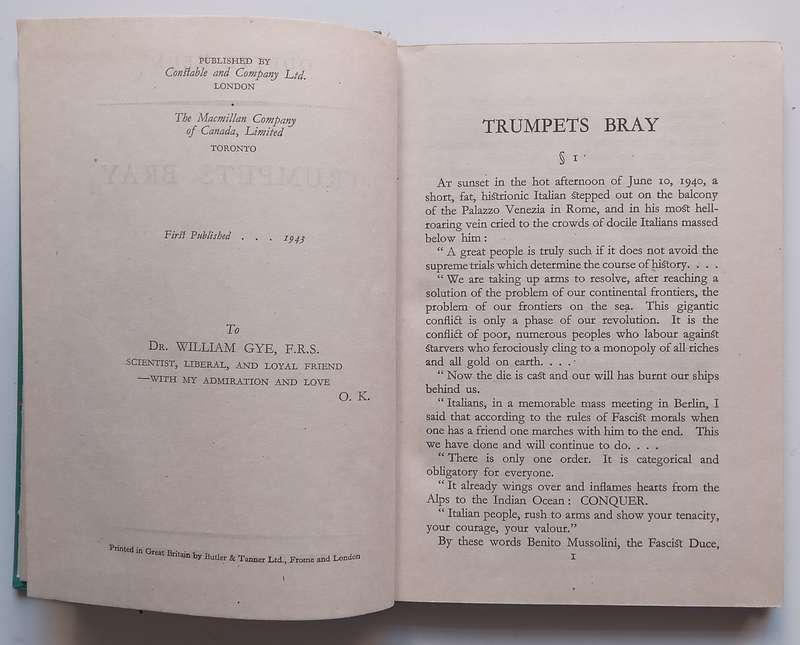 PUBLISHED BY
Constable and Company Ltd.
LONDON
The Macmillan Company
of Canada, Limited
TORONTO
First Published . . . 1943
To
DR. WILLIAM GYE, F.R.S.
SCIENTIST, LIBERAL, AND LOYAL FRIEND
—WITH MY ADMIRATION AND LOVE
O. K.
Printed in Great Britain by Butler & Tanner Ltd., Frome and London
TRUMPETS BRAY
§ 1
AT sunset in the hot afternoon of June 10, 1940, a
short, fat, histrionic Italian stepped out on the balcony
of the Palazzo Venezia in Rome, and in his most hell-
roaring vein cried to the crowds of docile Italians massed
below him :
“ A great people is truly such if it does not avoid the
supreme trials which determine the course of history. . . .
“ We are taking up arms to resolve, after reaching a
solution of the problem of our continental frontiers, the
problem of our frontiers on the sea. This gigantic
conflict is only a phase of our revolution. It is the
conflict of poor, numerous peoples who labour against
starvers who ferociously cling to a monopoly of all riches
and all gold on earth. . . .
“ Now the die is cast and our will has burnt our ships
behind us.
“ Italians, in a memorable mass meeting in Berlin, I
said that according to the rules of Fascist morals when
one has a friend one marches with him to the end. This
we have done and will continue to do. . . .
“ There is only one order. It is categorical and
obligatory for everyone.
“ It already wings over and inflames hearts from the
Alps to the Indian Ocean : CONQUER.
“ Italian people, rush to arms and show your tenacity,
your courage, your valour.”
By these words Benito Mussolini, the Fascist Duce,
1